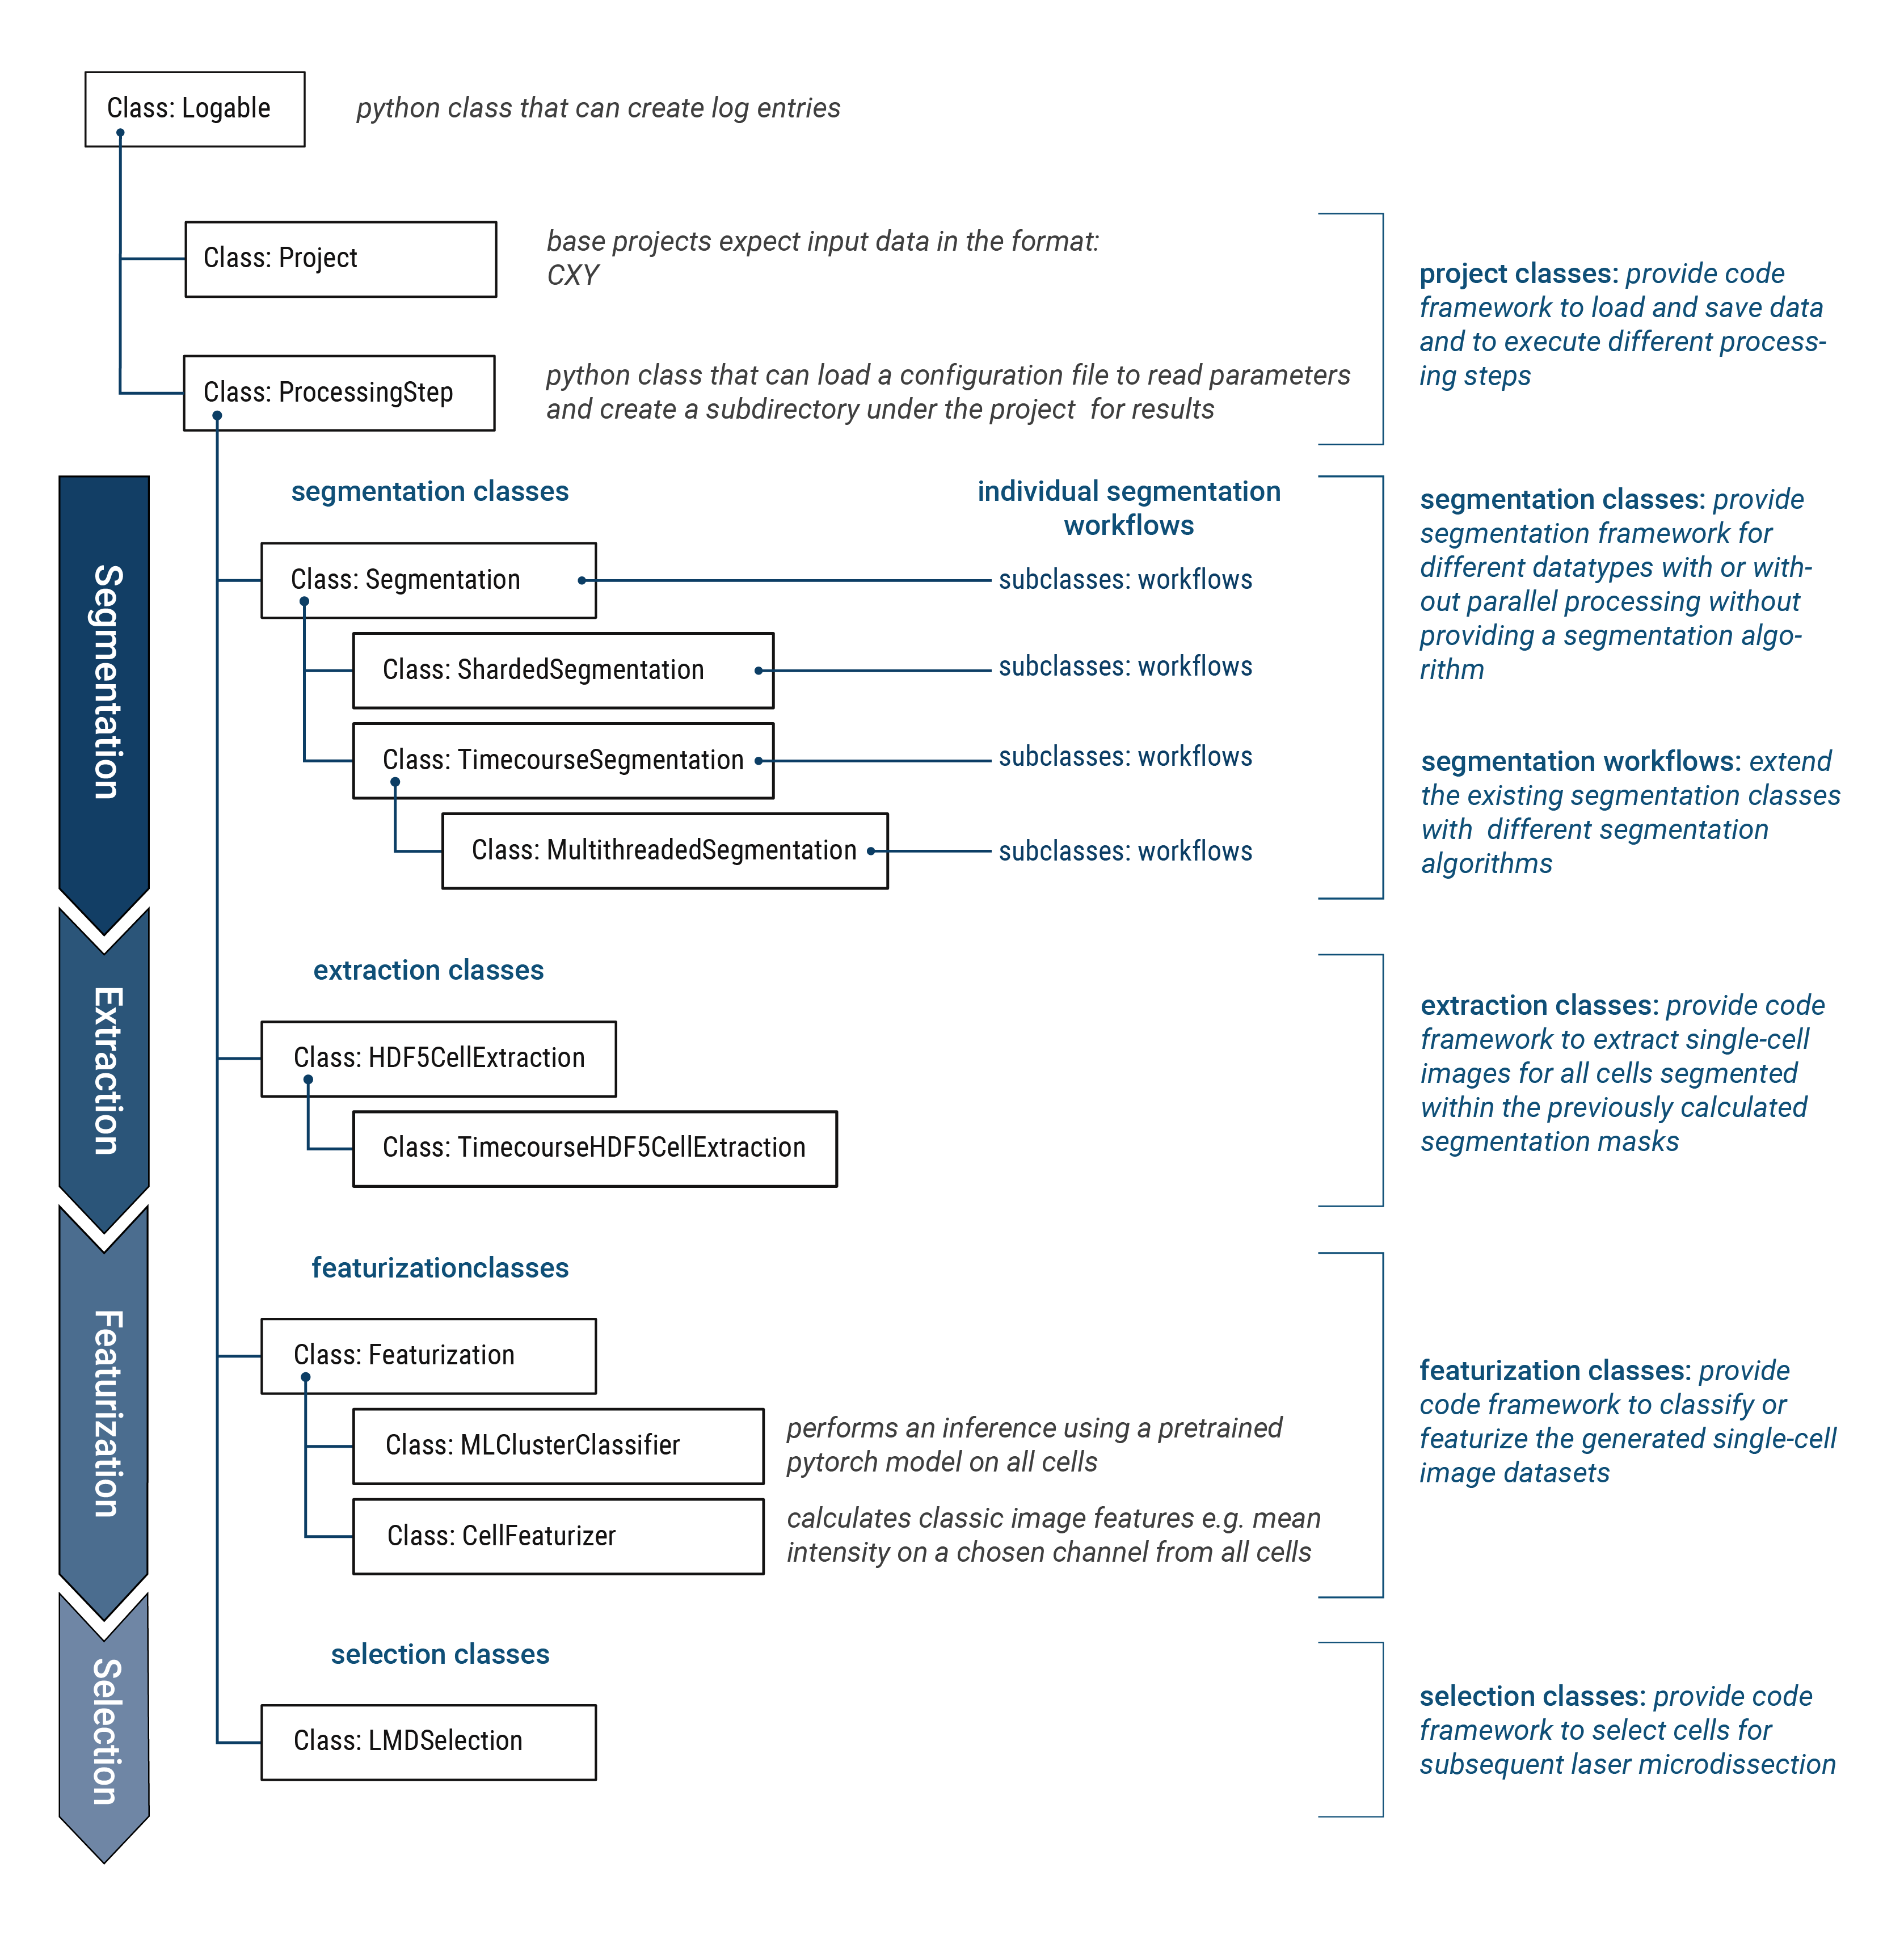 Class: Logable
python class that can create log entries
Class: Project
base projects expect input data in the format:
CXY
Class: ProcessingStep
python class that can load a configuration file to read parameters
and create a subdirectory under the project  for results
project classes: provide code
framework to load and save data
and to execute different process-
ing steps
Segmentation
segmentation classes
individual segmentation
workflows
Class: Segmentation
subclasses: workflows
Class: ShardedSegmentation
subclasses: workflows
Class: TimecourseSegmentation
subclasses: workflows
Class: MultithreadedSegmentation
subclasses: workflows
segmentation classes: provide
segmentation framework for
different datatypes with or with-
out parallel processing without
providing a segmentation algo-
rithm
segmentation workflows: extend
the existing segmentation classes
with  different segmentation
algorithms
Extraction
extraction classes
Class: HDF5CellExtraction
Class: TimecourseHDF5CellExtraction
extraction classes: provide code
framework to extract single-cell
images for all cells segmented
within the previously calculated
segmentation masks
Featurization
featurizationclasses
Class: Featurization
Class: MLClusterClassifier
performs an inference using a pretrained
pytorch model on all cells
Class: CellFeaturizer
calculates classic image features e.g. mean
intensity on a chosen channel from all cells
featurization classes: provide
code framework to classify or
featurize the generated single-cell
image datasets
Selection
selection classes
Class: LMDSelection
selection classes: provide code
framework to select cells for
subsequent laser microdissection